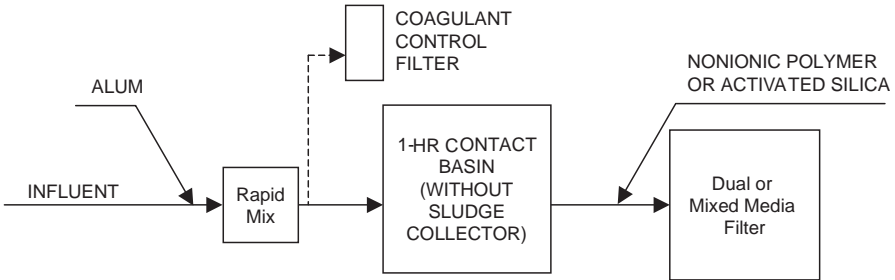 COAGULANT
CONTROL
FILTER
NONIONIC POLYMER
OR ACTIVATED SILICA
ALUM
INFLUENT
Rapid
Mix
1-HR CONTACT
BASIN
(WITHOUT
SLUDGE
COLLECTOR)
Dual or
Mixed Media
Filter